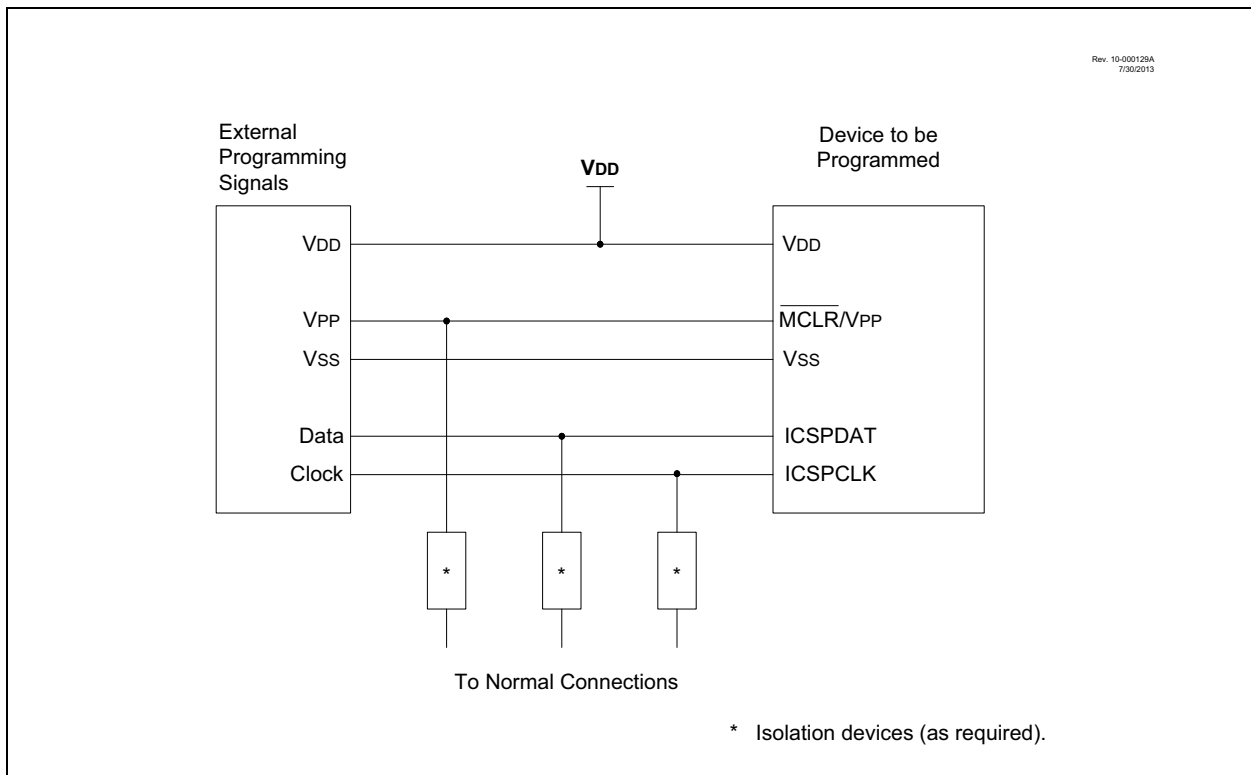 Rev. 10-000129A
7/30/2013
External
Programming
Signals
VDD
Device to be
Programmed
VDD
VPP
VSS
Data
Clock
VDD
MCLR/VPP
VSS
ICSPDAT
ICSPCLK
*
*
*
To Normal Connections
* Isolation devices (as required).